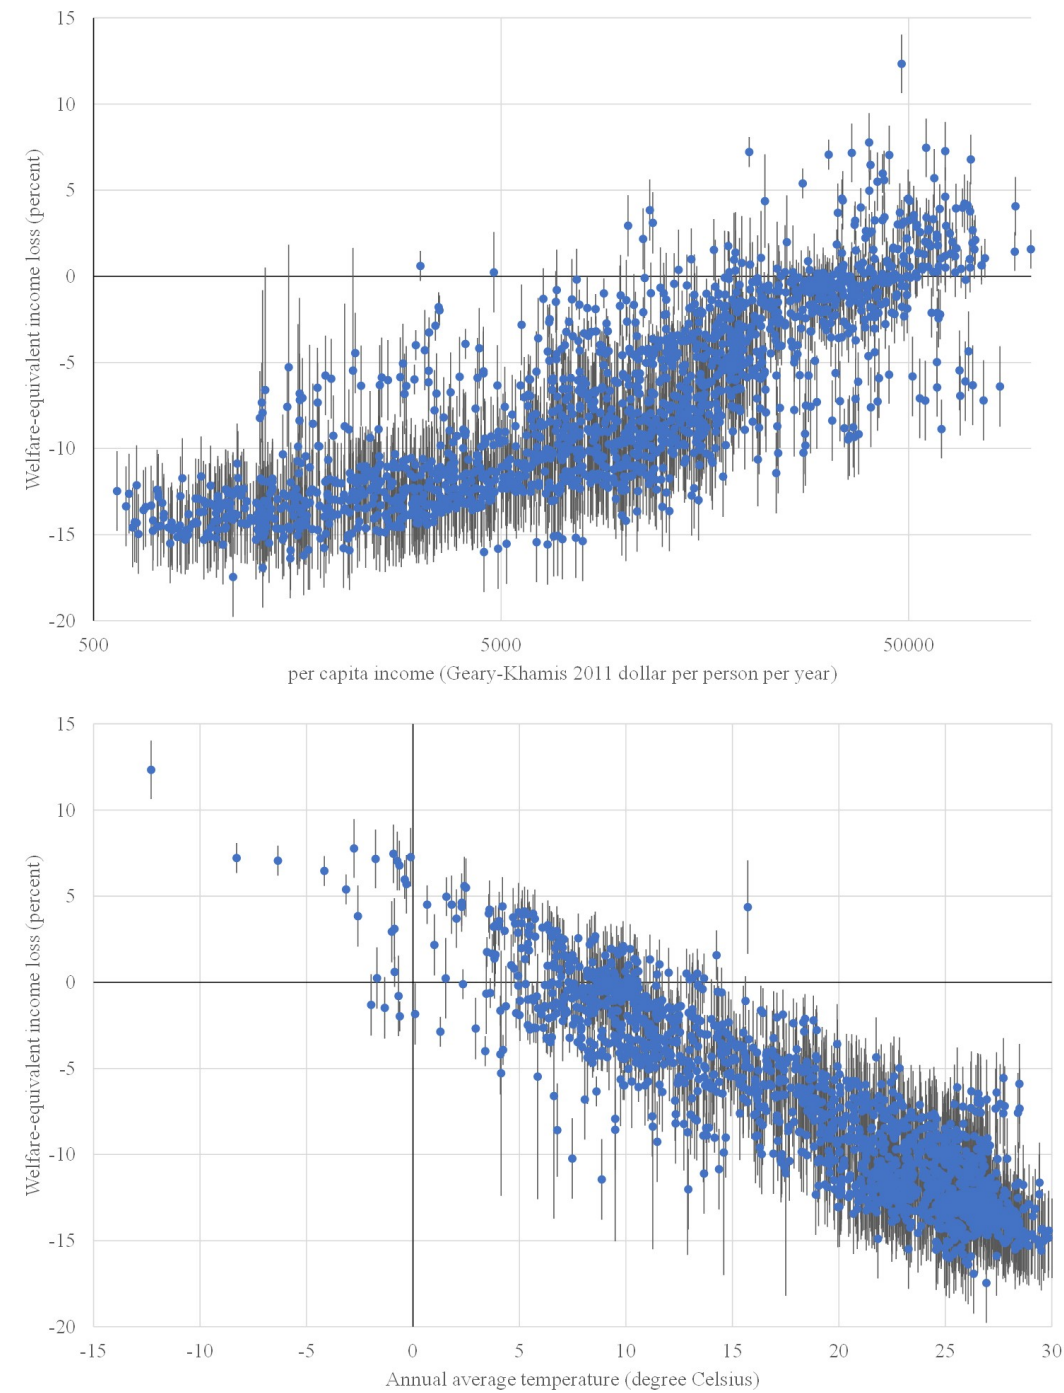 15
10
5
0
-5
-10
-15
-20
Welfare-equivalent income loss (percent)
500 5000 50000
per capita income (Geary-Khamis 2011 dollar per person per year)
15
10
5
0
-5
-10
-15
-20
Welfare-equivalent income loss (percent)
-15 -10 -5 0 5 10 15 20 25 30
Annual average temperature (degree Celsius)